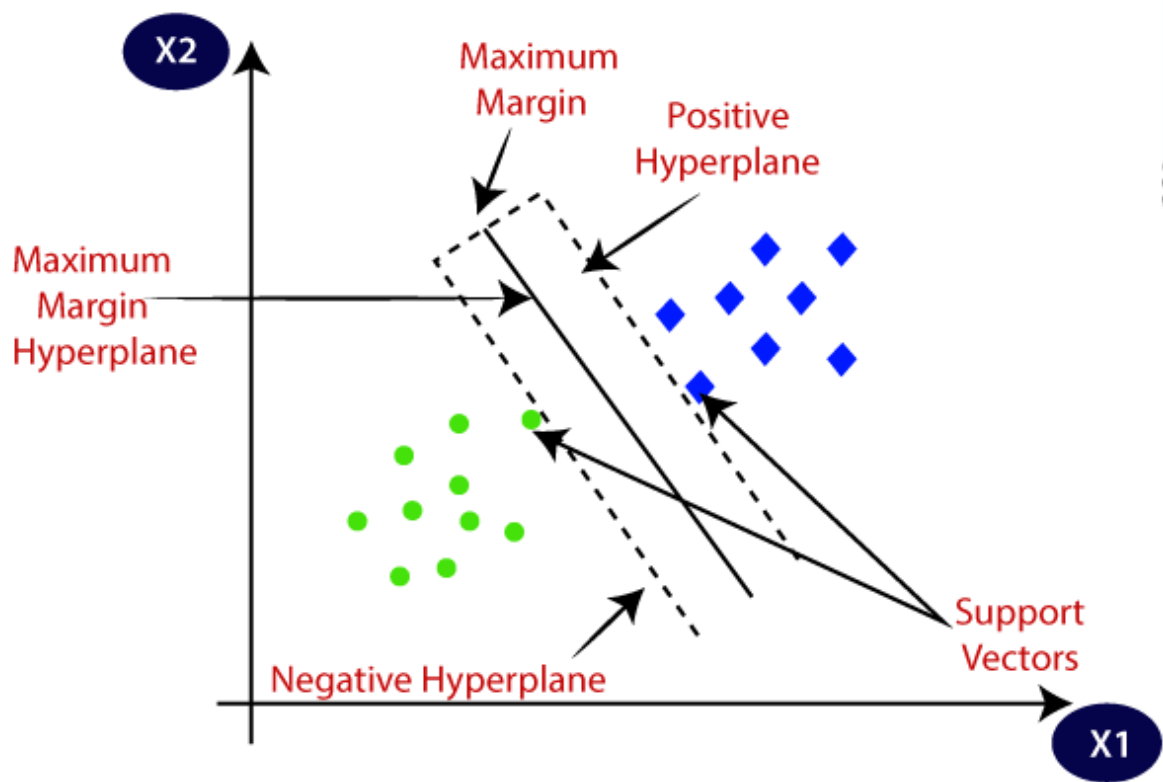 X2
Maximum
Margin
Positive
Hyperplane
Maximum
Margin
Hyperplane
Support
Vectors
Negative Hyperplane
X1